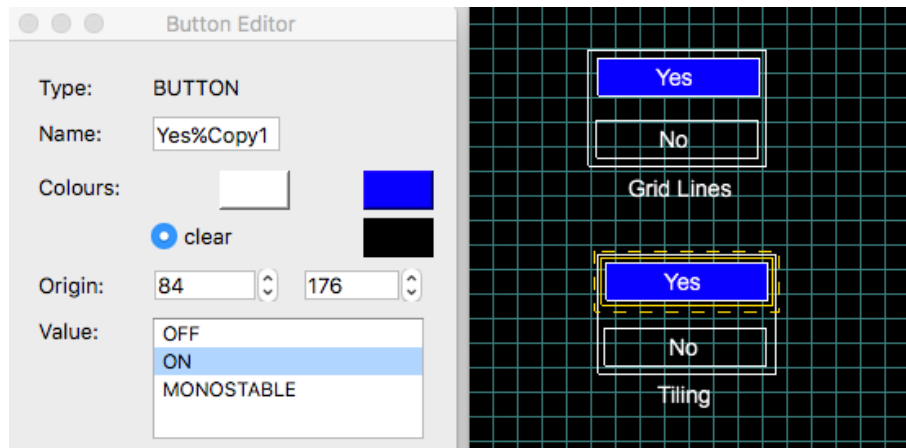 Button Editor
Type: BUTTON
Name: Yes%Copy1
Colours:
clear
Origin: 84 176
Value: OFF
ON
MONOSTABLE
Yes
No
Grid Lines
Yes
No
Tiling